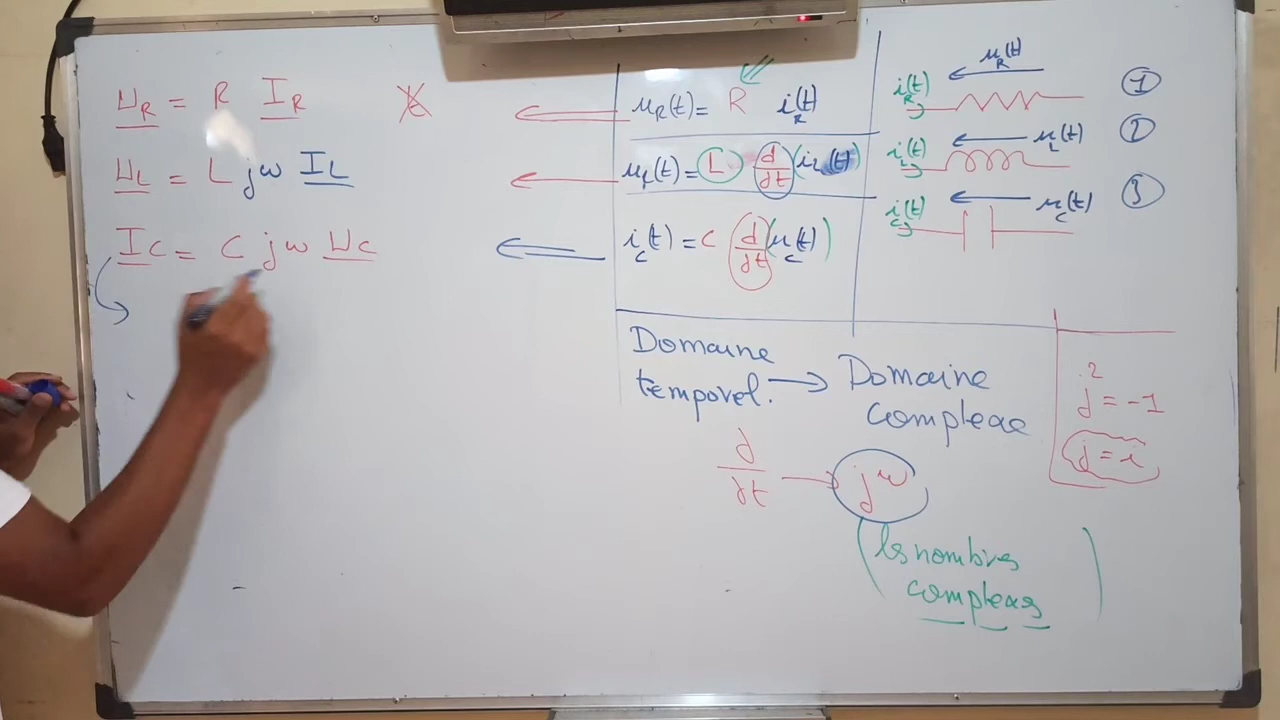 U_R = R I_R
U_L = L jω I_L
I_C = C jω U_C
u_R(t) = R i_R(t)
u_L(t) = L d/dt (i_L(t)
i_C(t) = C d/dt (u_C(t))
u_R(t)
i_R(t)
1
u_L(t)
i_L(t)
2
u_C(t)
i_C(t)
3
Domaine
temporel. → Domaine
complexe
d/dt → jω
(les nombres
complexes)
j² = -1
j = i